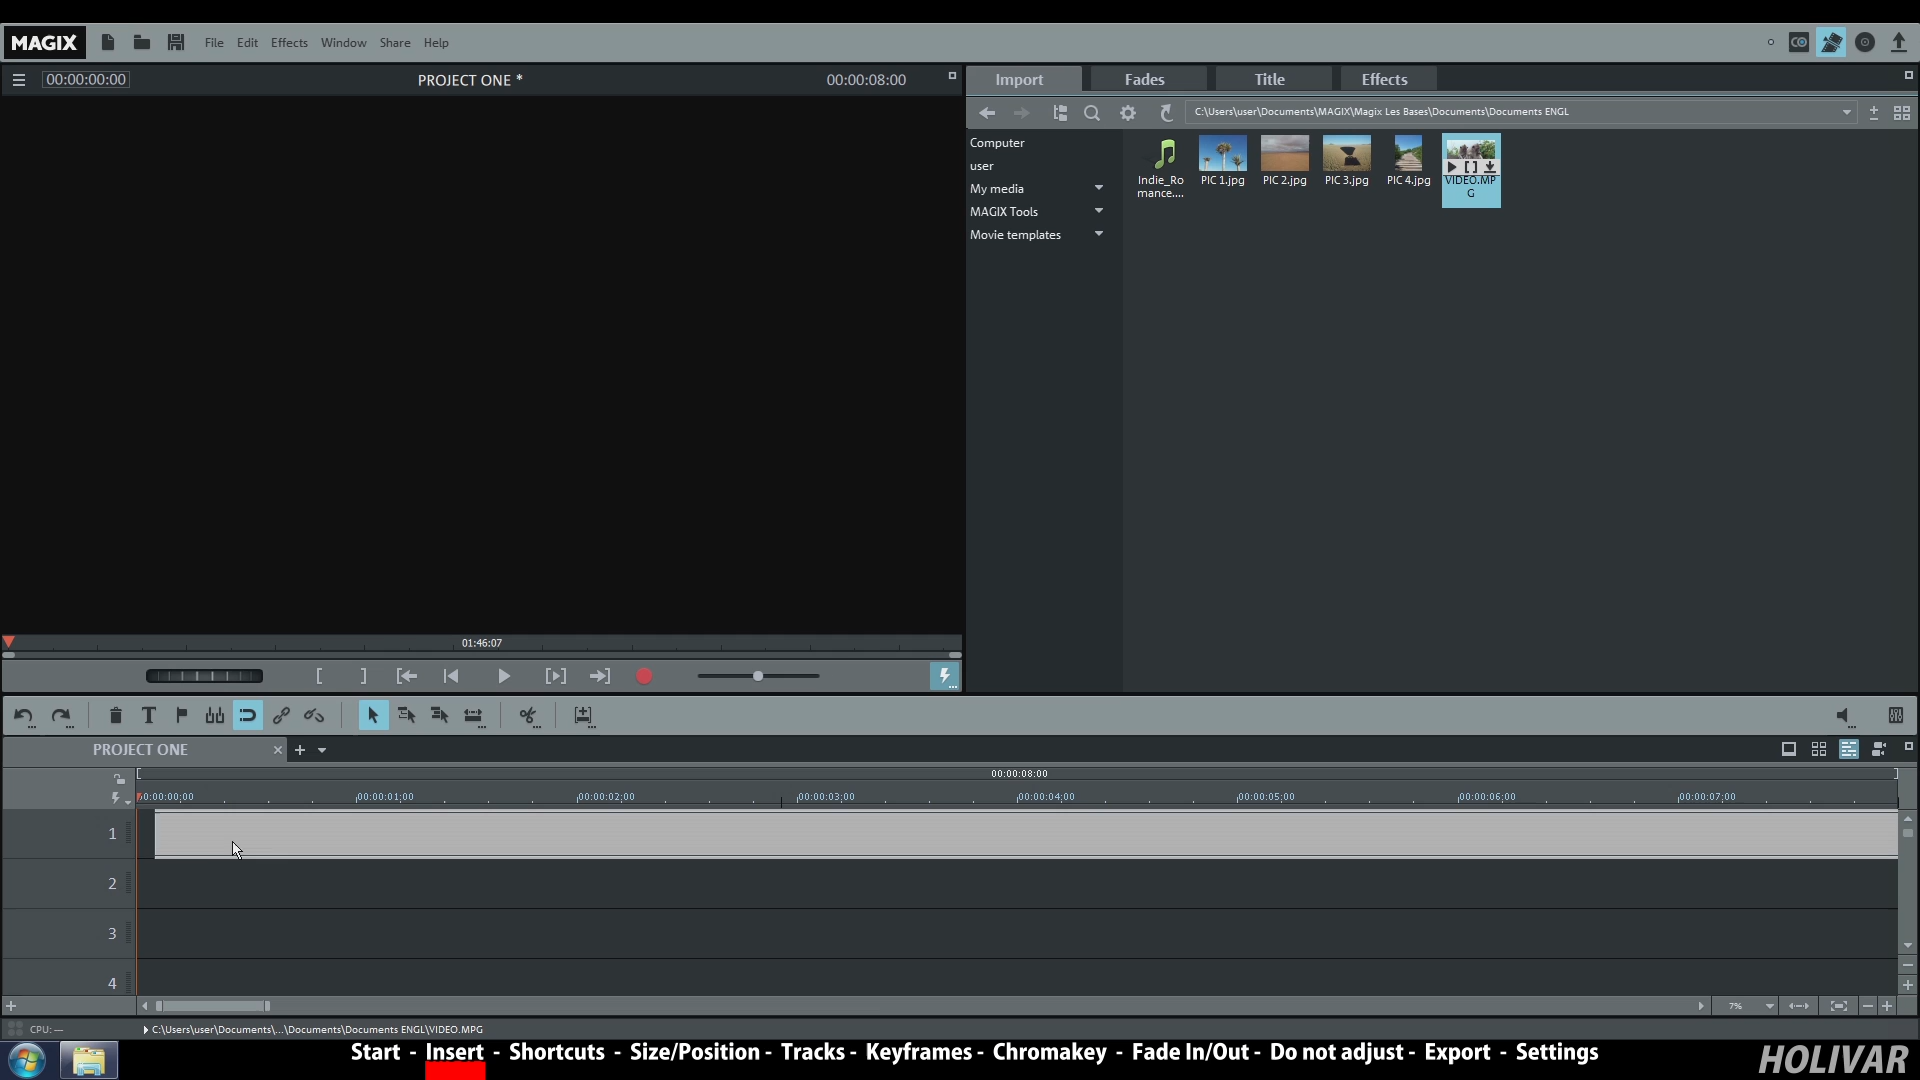 MAGIX File Edit Effects Window Share Help
00:00:00:00 PROJECT ONE * 00:00:08:00
Import Fades Title Effects
C:\Users\user\Documents\MAGIX\Magix Les Bases\Documents\Documents ENGL
Computer
user
My media
MAGIX Tools
Movie templates
Indie_Ro
mance....
PIC 1.jpg
PIC 2.jpg
PIC 3.jpg
PIC 4.jpg
VIDEO.MP
G
01:46:07
PROJECT ONE
00:00:08:00
00:00:00;00 00:00:01;00 00:00:02;00 00:00:03;00 00:00:04;00 00:00:05;00 00:00:06;00 00:00:07;00
1
2
3
4
7%
CPU: — C:\Users\user\Documents\...\Documents\Documents ENGL\VIDEO.MPG
Start - Insert - Shortcuts - Size/Position - Tracks - Keyframes - Chromakey - Fade In/Out - Do not adjust - Export - Settings
HOLIVAR